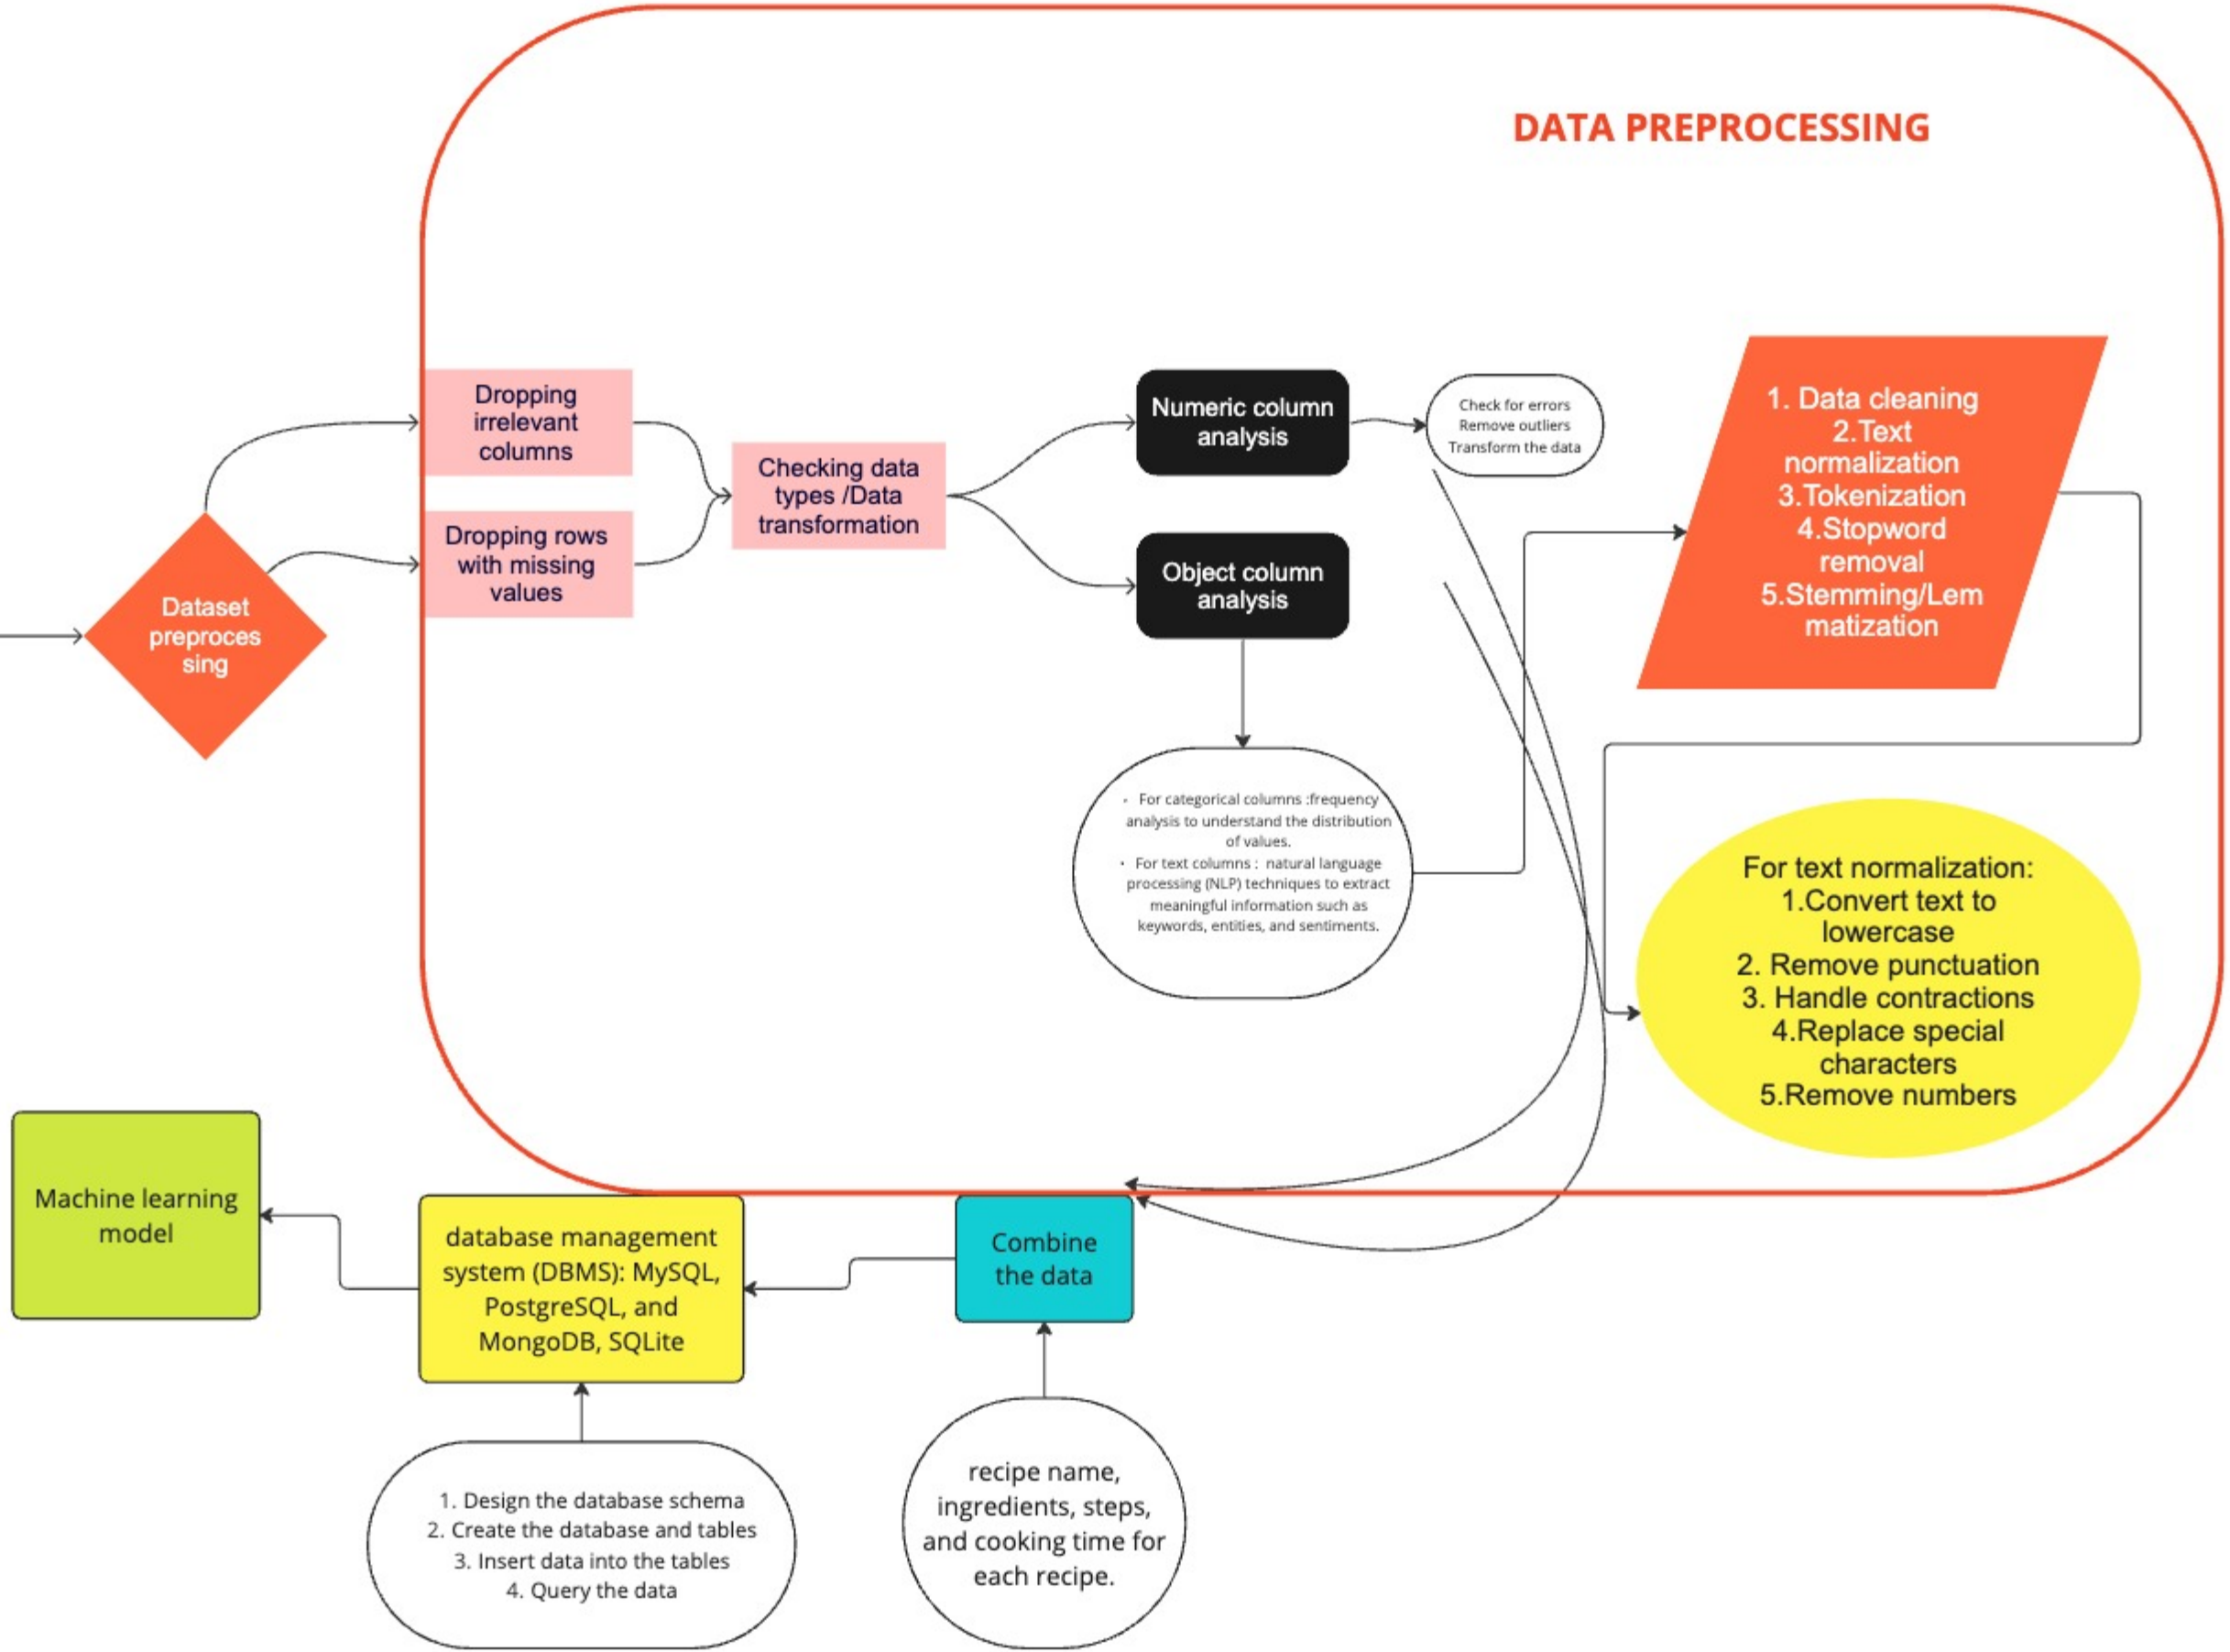 DATA PREPROCESSING
Dataset
preproces
sing
Dropping
irrelevant
columns
Dropping rows
with missing
values
Checking data
types /Data
transformation
Numeric column
analysis
Check for errors
Remove outliers
Transform the data
Object column
analysis
· For categorical columns :frequency
analysis to understand the distribution
of values.
· For text columns : natural language
processing (NLP) techniques to extract
meaningful information such as
keywords, entities, and sentiments.
1. Data cleaning
2.Text
normalization
3.Tokenization
4.Stopword
removal
5.Stemming/Lem
matization
For text normalization:
1.Convert text to
lowercase
2. Remove punctuation
3. Handle contractions
4.Replace special
characters
5.Remove numbers
Combine
the data
recipe name,
ingredients, steps,
and cooking time for
each recipe.
database management
system (DBMS): MySQL,
PostgreSQL, and
MongoDB, SQLite
1. Design the database schema
2. Create the database and tables
3. Insert data into the tables
4. Query the data
Machine learning
model